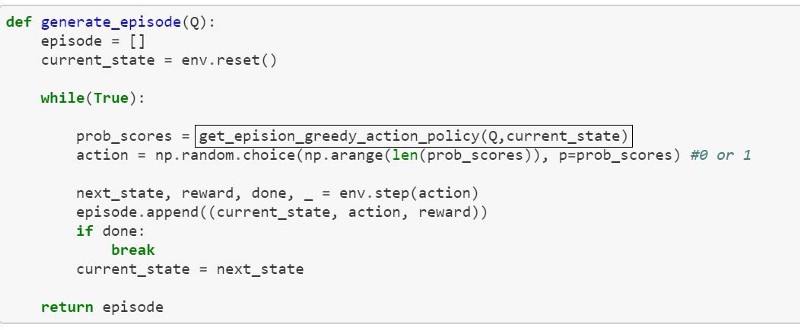 def generate_episode(Q):
    episode = []
    current_state = env.reset()
    while(True):
        prob_scores = get_epision_greedy_action_policy(Q,current_state)
        action = np.random.choice(np.arange(len(prob_scores)), p=prob_scores) #0 or 1
        next_state, reward, done, _ = env.step(action)
        episode.append((current_state, action, reward))
        if done:
            break
        current_state = next_state
    return episode